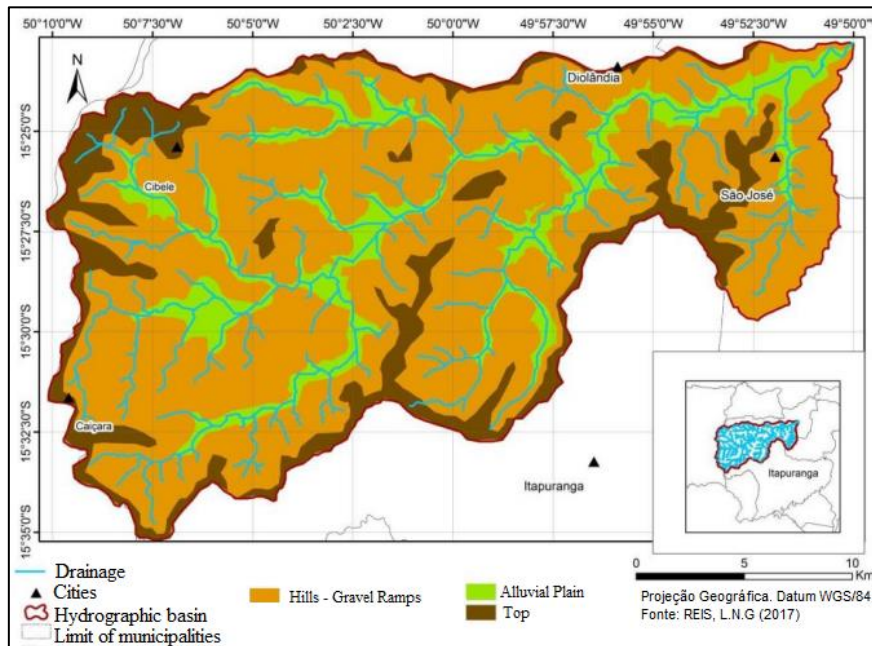 50°10'0"W 50°7'30"W 50°5'0"W 50°2'30"W 50°0'0"W 49°57'30"W 49°55'0"W 49°52'30"W 49°50'0"W
N
Diolândia
15°25'0"S
Cibele
São José
15°27'30"S
15°30'0"S
15°32'30"S
Caiçara
Itapuranga
Itapuranga
15°35'0"S
Drainage
Cities
Hydrographic basin
Limit of municipalities
Hills - Gravel Ramps
Alluvial Plain
Top
0 5 10
Km
Projeção Geográfica. Datum WGS/84
Fonte: REIS, L.N.G (2017)